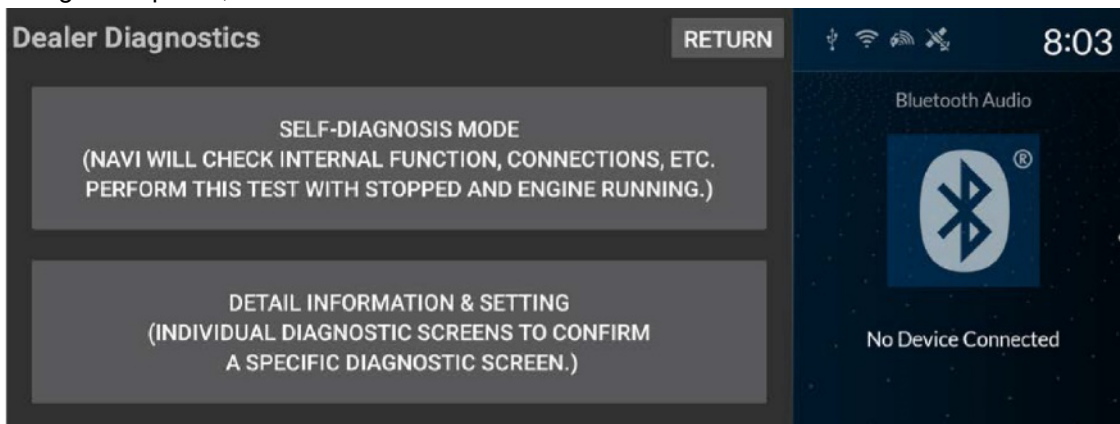 Dealer Diagnostics
RETURN
8:03
SELF-DIAGNOSIS MODE
(NAVI WILL CHECK INTERNAL FUNCTION, CONNECTIONS, ETC.
PERFORM THIS TEST WITH STOPPED AND ENGINE RUNNING.)
DETAIL INFORMATION & SETTING
(INDIVIDUAL DIAGNOSTIC SCREENS TO CONFIRM
A SPECIFIC DIAGNOSTIC SCREEN.)
Bluetooth Audio
®
No Device Connected